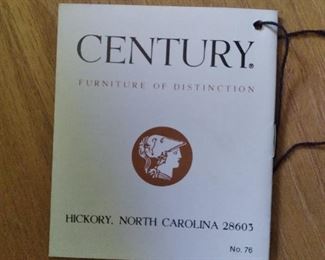 CENTURY®
FURNITURE OF DISTINCTION
HICKORY, NORTH CAROLINA 28603
No. 76